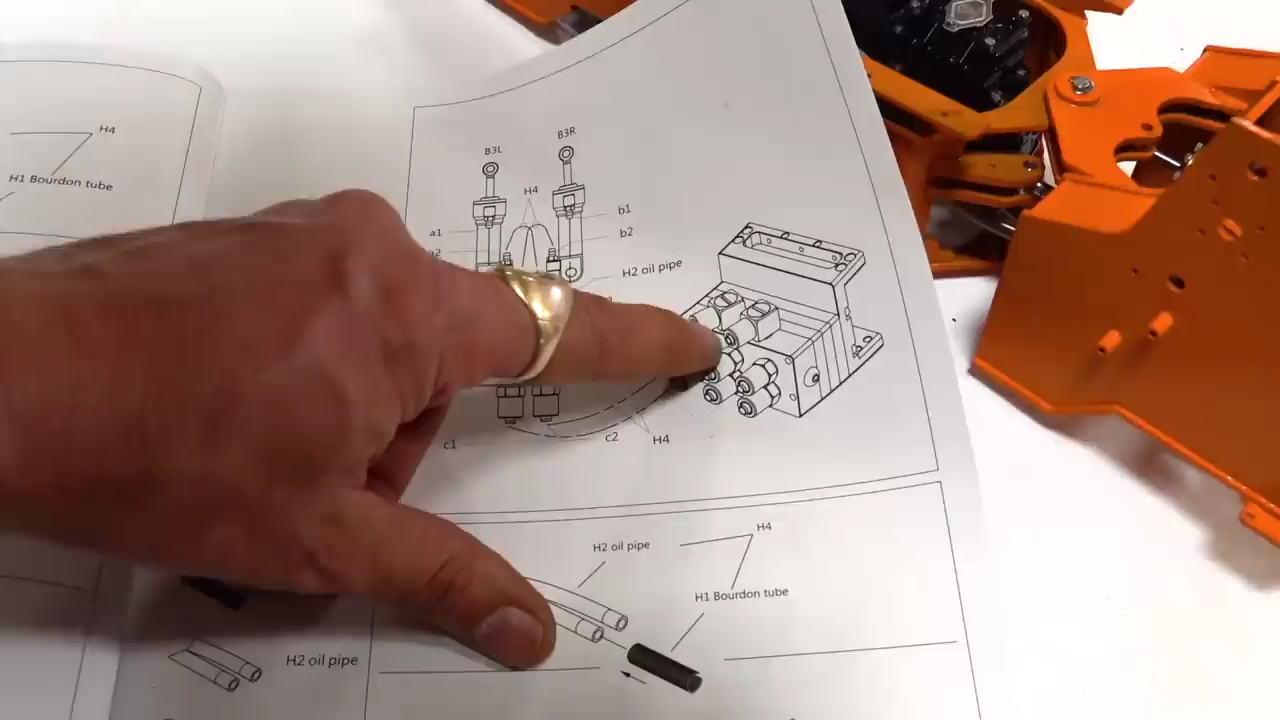 H4
H1 Bourdon tube
B3L
B3R
H4
a1
b1
b2
H2 oil pipe
c1
c2
H4
H4
H2 oil pipe
H1 Bourdon tube
H2 oil pipe